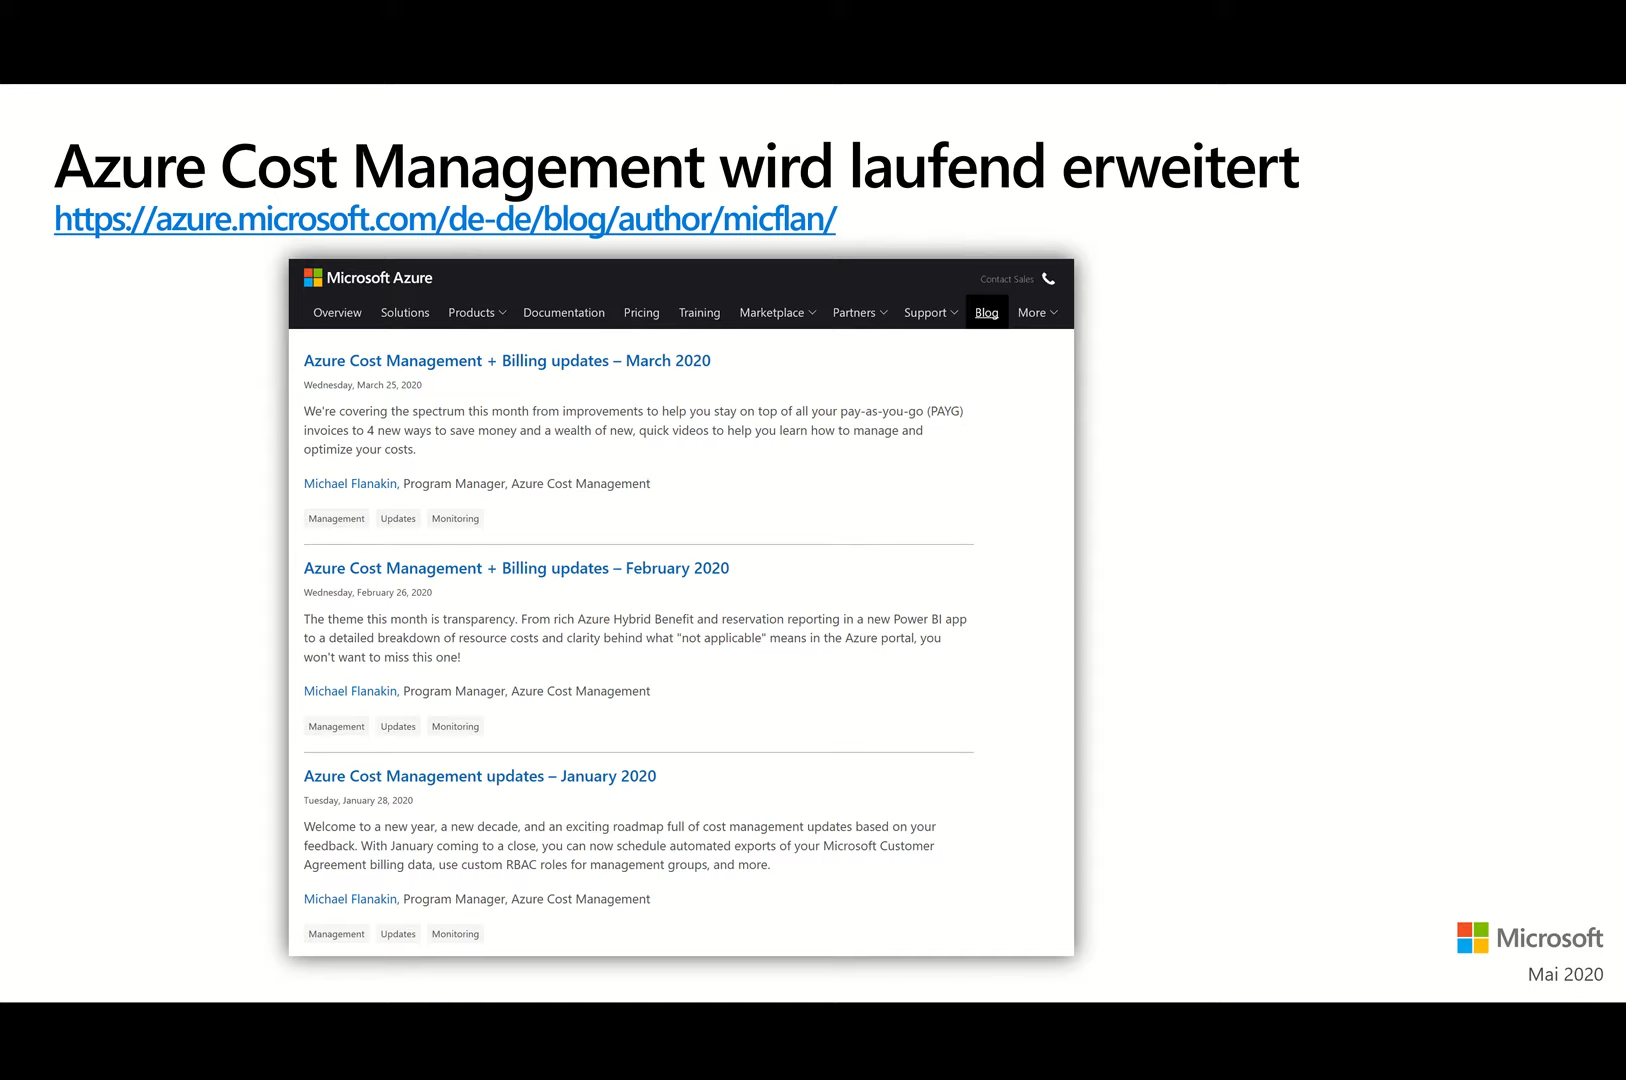 Azure Cost Management wird laufend erweitert
https://azure.microsoft.com/de-de/blog/author/micflan/
Microsoft Azure
Contact Sales
Overview Solutions Products Documentation Pricing Training Marketplace Partners Support Blog More
Azure Cost Management + Billing updates – March 2020
Wednesday, March 25, 2020
We're covering the spectrum this month from improvements to help you stay on top of all your pay-as-you-go (PAYG)
invoices to 4 new ways to save money and a wealth of new, quick videos to help you learn how to manage and
optimize your costs.
Michael Flanakin, Program Manager, Azure Cost Management
Management Updates Monitoring
Azure Cost Management + Billing updates – February 2020
Wednesday, February 26, 2020
The theme this month is transparency. From rich Azure Hybrid Benefit and reservation reporting in a new Power BI app
to a detailed breakdown of resource costs and clarity behind what "not applicable" means in the Azure portal, you
won't want to miss this one!
Michael Flanakin, Program Manager, Azure Cost Management
Management Updates Monitoring
Azure Cost Management updates – January 2020
Tuesday, January 28, 2020
Welcome to a new year, a new decade, and an exciting roadmap full of cost management updates based on your
feedback. With January coming to a close, you can now schedule automated exports of your Microsoft Customer
Agreement billing data, use custom RBAC roles for management groups, and more.
Michael Flanakin, Program Manager, Azure Cost Management
Management Updates Monitoring
Microsoft
Mai 2020